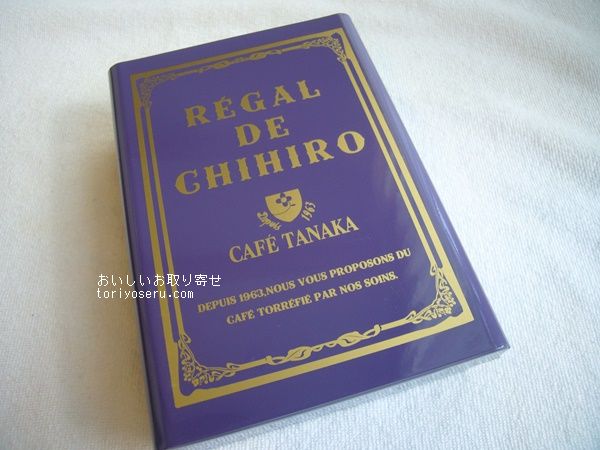 RÉGAL
DE
CHIHIRO
Depuis 1963
CAFÉ TANAKA
DEPUIS 1963,NOUS VOUS PROPOSONS DU
CAFÉ TORRÉFIÉ PAR NOS SOINS.
おいしいお取り寄せ
toriyoseru.com